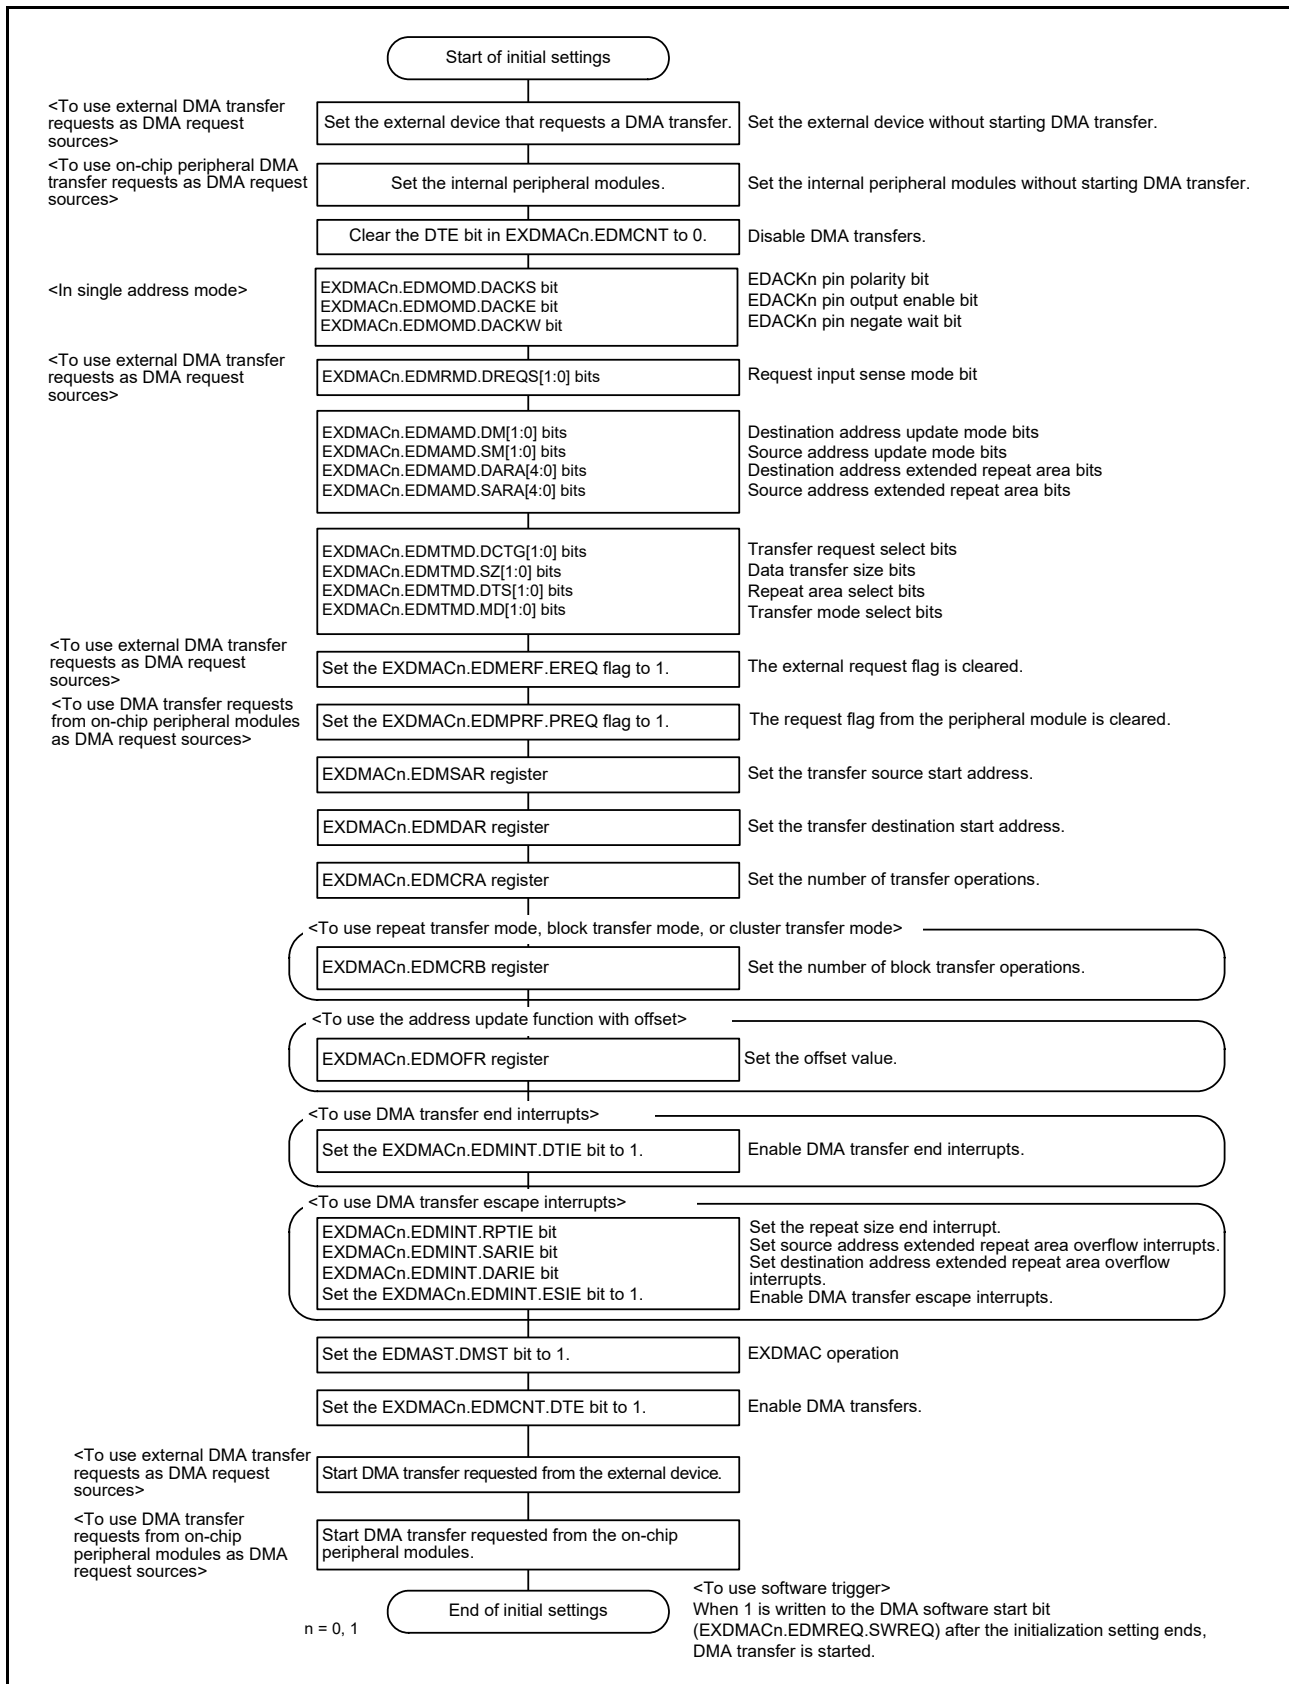 Start of initial settings
<To use external DMA transfer
requests as DMA request
sources>
Set the external device that requests a DMA transfer.
Set the external device without starting DMA transfer.
<To use on-chip peripheral DMA
transfer requests as DMA request
sources>
Set the internal peripheral modules.
Set the internal peripheral modules without starting DMA transfer.
Clear the DTE bit in EXDMACn.EDMCNT to 0.
Disable DMA transfers.
<In single address mode>
EXDMACn.EDMOMD.DACKS bit
EXDMACn.EDMOMD.DACKE bit
EXDMACn.EDMOMD.DACKW bit
EDACKn pin polarity bit
EDACKn pin output enable bit
EDACKn pin negate wait bit
<To use external DMA transfer
requests as DMA request
sources>
EXDMACn.EDMRMD.DREQS[1:0] bits
Request input sense mode bit
EXDMACn.EDMAMD.DM[1:0] bits
EXDMACn.EDMAMD.SM[1:0] bits
EXDMACn.EDMAMD.DARA[4:0] bits
EXDMACn.EDMAMD.SARA[4:0] bits
Destination address update mode bits
Source address update mode bits
Destination address extended repeat area bits
Source address extended repeat area bits
EXDMACn.EDMTMD.DCTG[1:0] bits
EXDMACn.EDMTMD.SZ[1:0] bits
EXDMACn.EDMTMD.DTS[1:0] bits
EXDMACn.EDMTMD.MD[1:0] bits
Transfer request select bits
Data transfer size bits
Repeat area select bits
Transfer mode select bits
<To use external DMA transfer
requests as DMA request
sources>
Set the EXDMACn.EDMERF.EREQ flag to 1.
The external request flag is cleared.
<To use DMA transfer requests
from on-chip peripheral modules
as DMA request sources>
Set the EXDMACn.EDMPRF.PREQ flag to 1.
The request flag from the peripheral module is cleared.
EXDMACn.EDMSAR register
Set the transfer source start address.
EXDMACn.EDMDAR register
Set the transfer destination start address.
EXDMACn.EDMCRA register
Set the number of transfer operations.
<To use repeat transfer mode, block transfer mode, or cluster transfer mode>
EXDMACn.EDMCRB register
Set the number of block transfer operations.
<To use the address update function with offset>
EXDMACn.EDMOFR register
Set the offset value.
<To use DMA transfer end interrupts>
Set the EXDMACn.EDMINT.DTIE bit to 1.
Enable DMA transfer end interrupts.
<To use DMA transfer escape interrupts>
EXDMACn.EDMINT.RPTIE bit
EXDMACn.EDMINT.SARIE bit
EXDMACn.EDMINT.DARIE bit
Set the EXDMACn.EDMINT.ESIE bit to 1.
Set the repeat size end interrupt.
Set source address extended repeat area overflow interrupts.
Set destination address extended repeat area overflow
interrupts.
Enable DMA transfer escape interrupts.
Set the EDMAST.DMST bit to 1.
EXDMAC operation
Set the EXDMACn.EDMCNT.DTE bit to 1.
Enable DMA transfers.
<To use external DMA transfer
requests as DMA request
sources>
Start DMA transfer requested from the external device.
<To use DMA transfer
requests from on-chip
peripheral modules as DMA
request sources>
Start DMA transfer requested from the on-chip
peripheral modules.
End of initial settings
n = 0, 1
<To use software trigger>
When 1 is written to the DMA software start bit
(EXDMACn.EDMREQ.SWREQ) after the initialization setting ends,
DMA transfer is started.